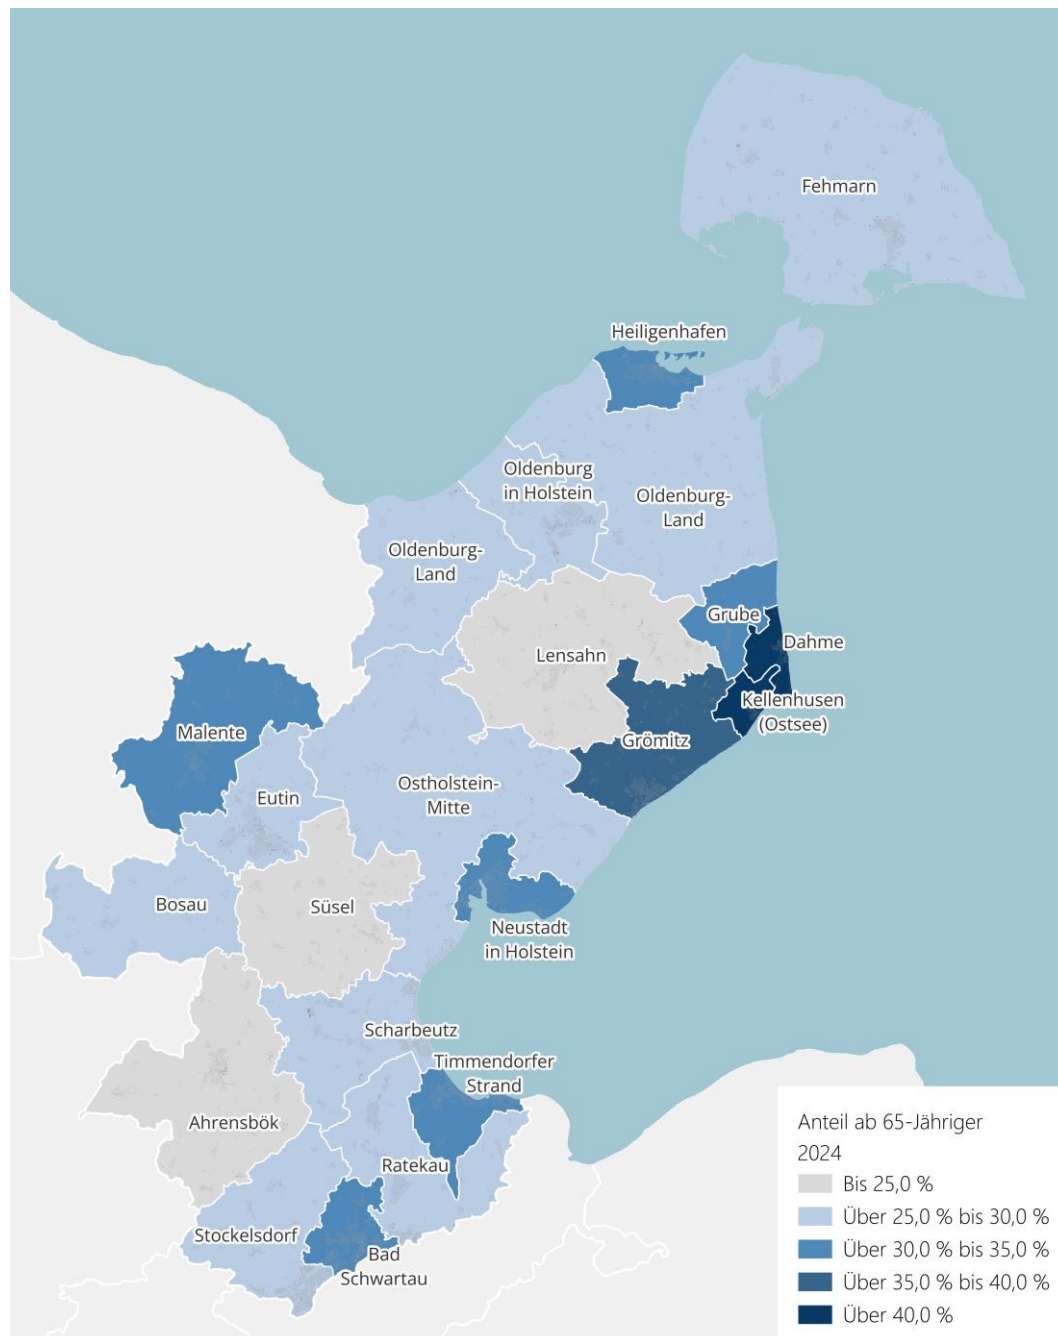 Fehmarn
Heiligenhafen
Oldenburg
in Holstein
Oldenburg-
Land
Oldenburg-
Land
Grube
Dahme
Lensahn
Kellenhusen
(Ostsee)
Malente
Grömitz
Ostholstein-
Mitte
Eutin
Bosau
Süsel
Neustadt
in Holstein
Scharbeutz
Timmendorfer
Strand
Ahrensbök
Ratekau
Stockelsdorf
Bad
Schwartau
Anteil ab 65-Jähriger
2024
Bis 25,0 %
Über 25,0 % bis 30,0 %
Über 30,0 % bis 35,0 %
Über 35,0 % bis 40,0 %
Über 40,0 %